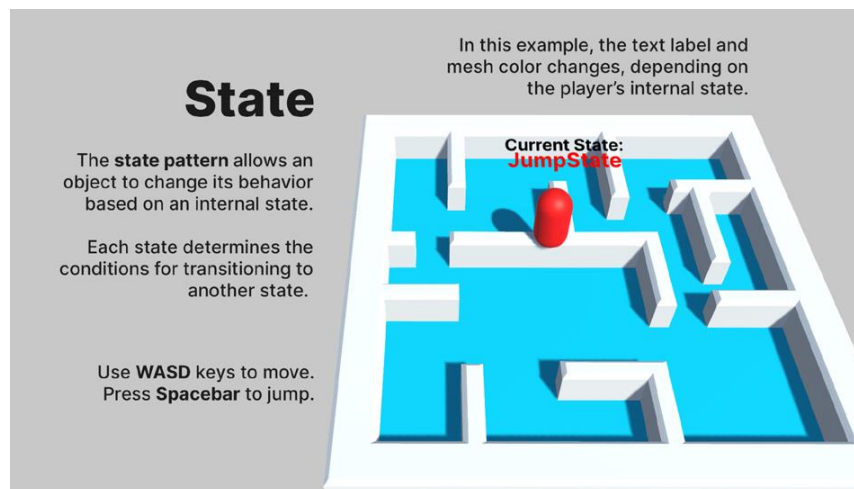 State
The state pattern allows an
object to change its behavior
based on an internal state.
Each state determines the
conditions for transitioning to
another state.
Use WASD keys to move.
Press Spacebar to jump.
In this example, the text label and
mesh color changes, depending on
the player’s internal state.
Current State:
JumpState